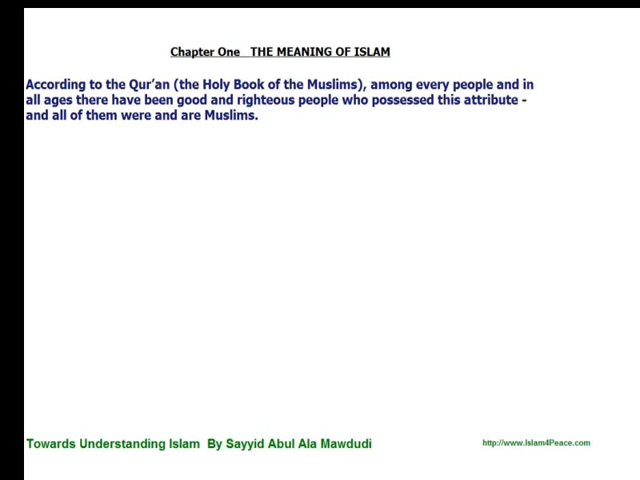 Chapter One   THE MEANING OF ISLAM
According to the Qur’an (the Holy Book of the Muslims), among every people and in
all ages there have been good and righteous people who possessed this attribute -
and all of them were and are Muslims.
Towards Understanding Islam  By Sayyid Abul Ala Mawdudi
http://www.Islam4Peace.com